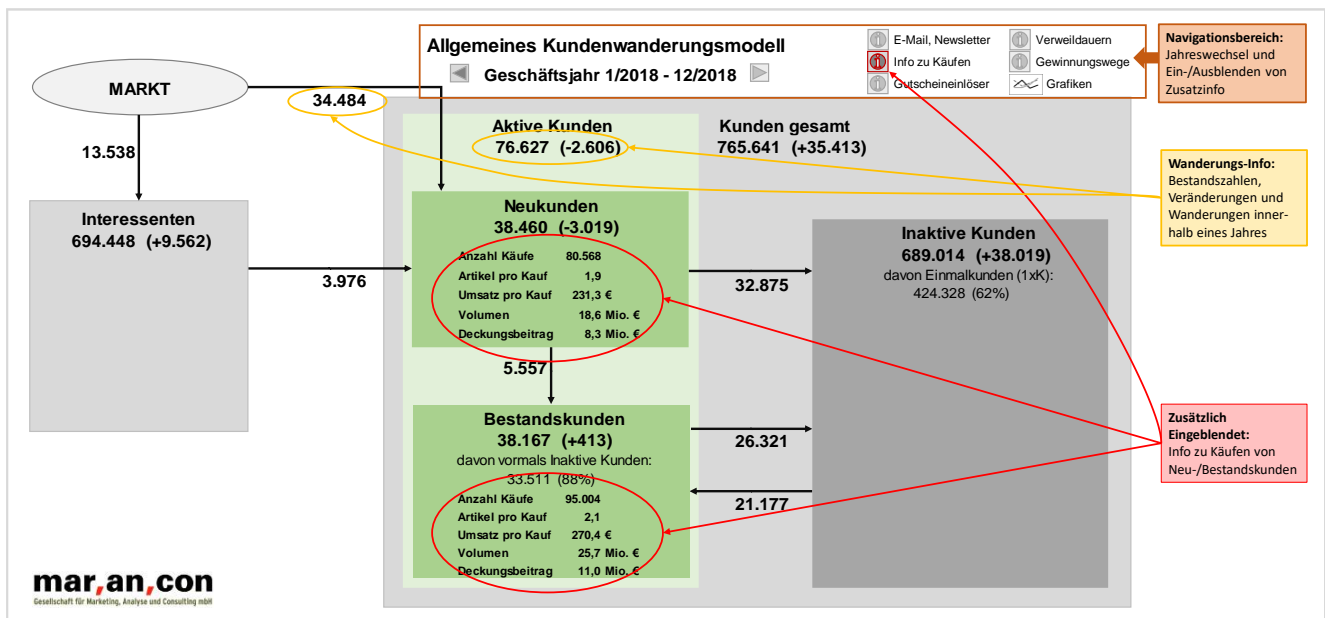 Allgemeines Kundenwanderungsmodell
Geschäftsjahr 1/2018 - 12/2018
E-Mail, Newsletter
Info zu Käufen
Gutscheineinlöser
Verweildauern
Gewinnungswege
Grafiken
Navigationsbereich:
Jahreswechsel und
Ein-/Ausblenden von
Zusatzinfo
MARKT
34.484
13.538
Aktive Kunden
76.627 (-2.606)
Kunden gesamt
765.641 (+35.413)
Wanderungs-Info:
Bestandszahlen,
Veränderungen und
Wanderungen inner-
halb eines Jahres
Interessenten
694.448 (+9.562)
3.976
Neukunden
38.460 (-3.019)
Anzahl Käufe 80.568
Artikel pro Kauf 1,9
Umsatz pro Kauf 231,3 €
Volumen 18,6 Mio. €
Deckungsbeitrag 8,3 Mio. €
32.875
Inaktive Kunden
689.014 (+38.019)
davon Einmalkunden (1xK):
424.328 (62%)
5.557
Bestandskunden
38.167 (+413)
davon vormals Inaktive Kunden:
33.511 (88%)
Anzahl Käufe 95.004
Artikel pro Kauf 2,1
Umsatz pro Kauf 270,4 €
Volumen 25,7 Mio. €
Deckungsbeitrag 11,0 Mio. €
26.321
21.177
Zusätzlich
Eingeblendet:
Info zu Käufen von
Neu-/Bestandskunden
mar,an,con
Gesellschaft für Marketing, Analyse und Consulting mbH